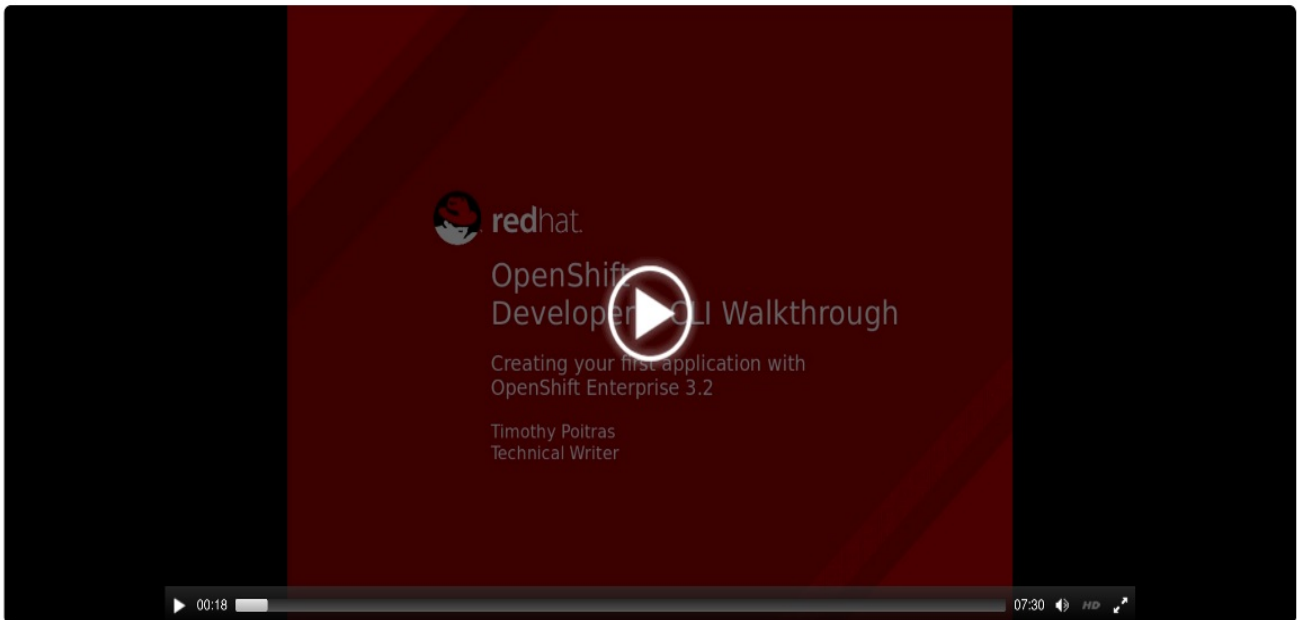 redhat.
OpenShift
Developer CLI Walkthrough
Creating your first application with
OpenShift Enterprise 3.2
Timothy Poitras
Technical Writer
00:18 07:30 HD